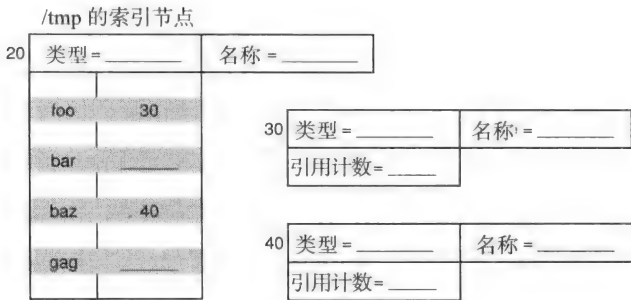 /tmp 的索引节点
20 类型 = ______ 名称 = ______
foo 30
bar ______
baz 40
gag ______
30 类型 = ______ 名称 = ______
引用计数= ____
40 类型 = ______ 名称 = ______
引用计数= ____